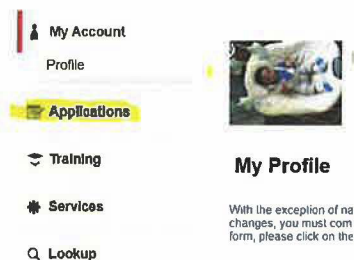 My Account
Profile
Applications
Training
Services
Lookup
My Profile
With the exception of na
changes, you must com
form, please click on the